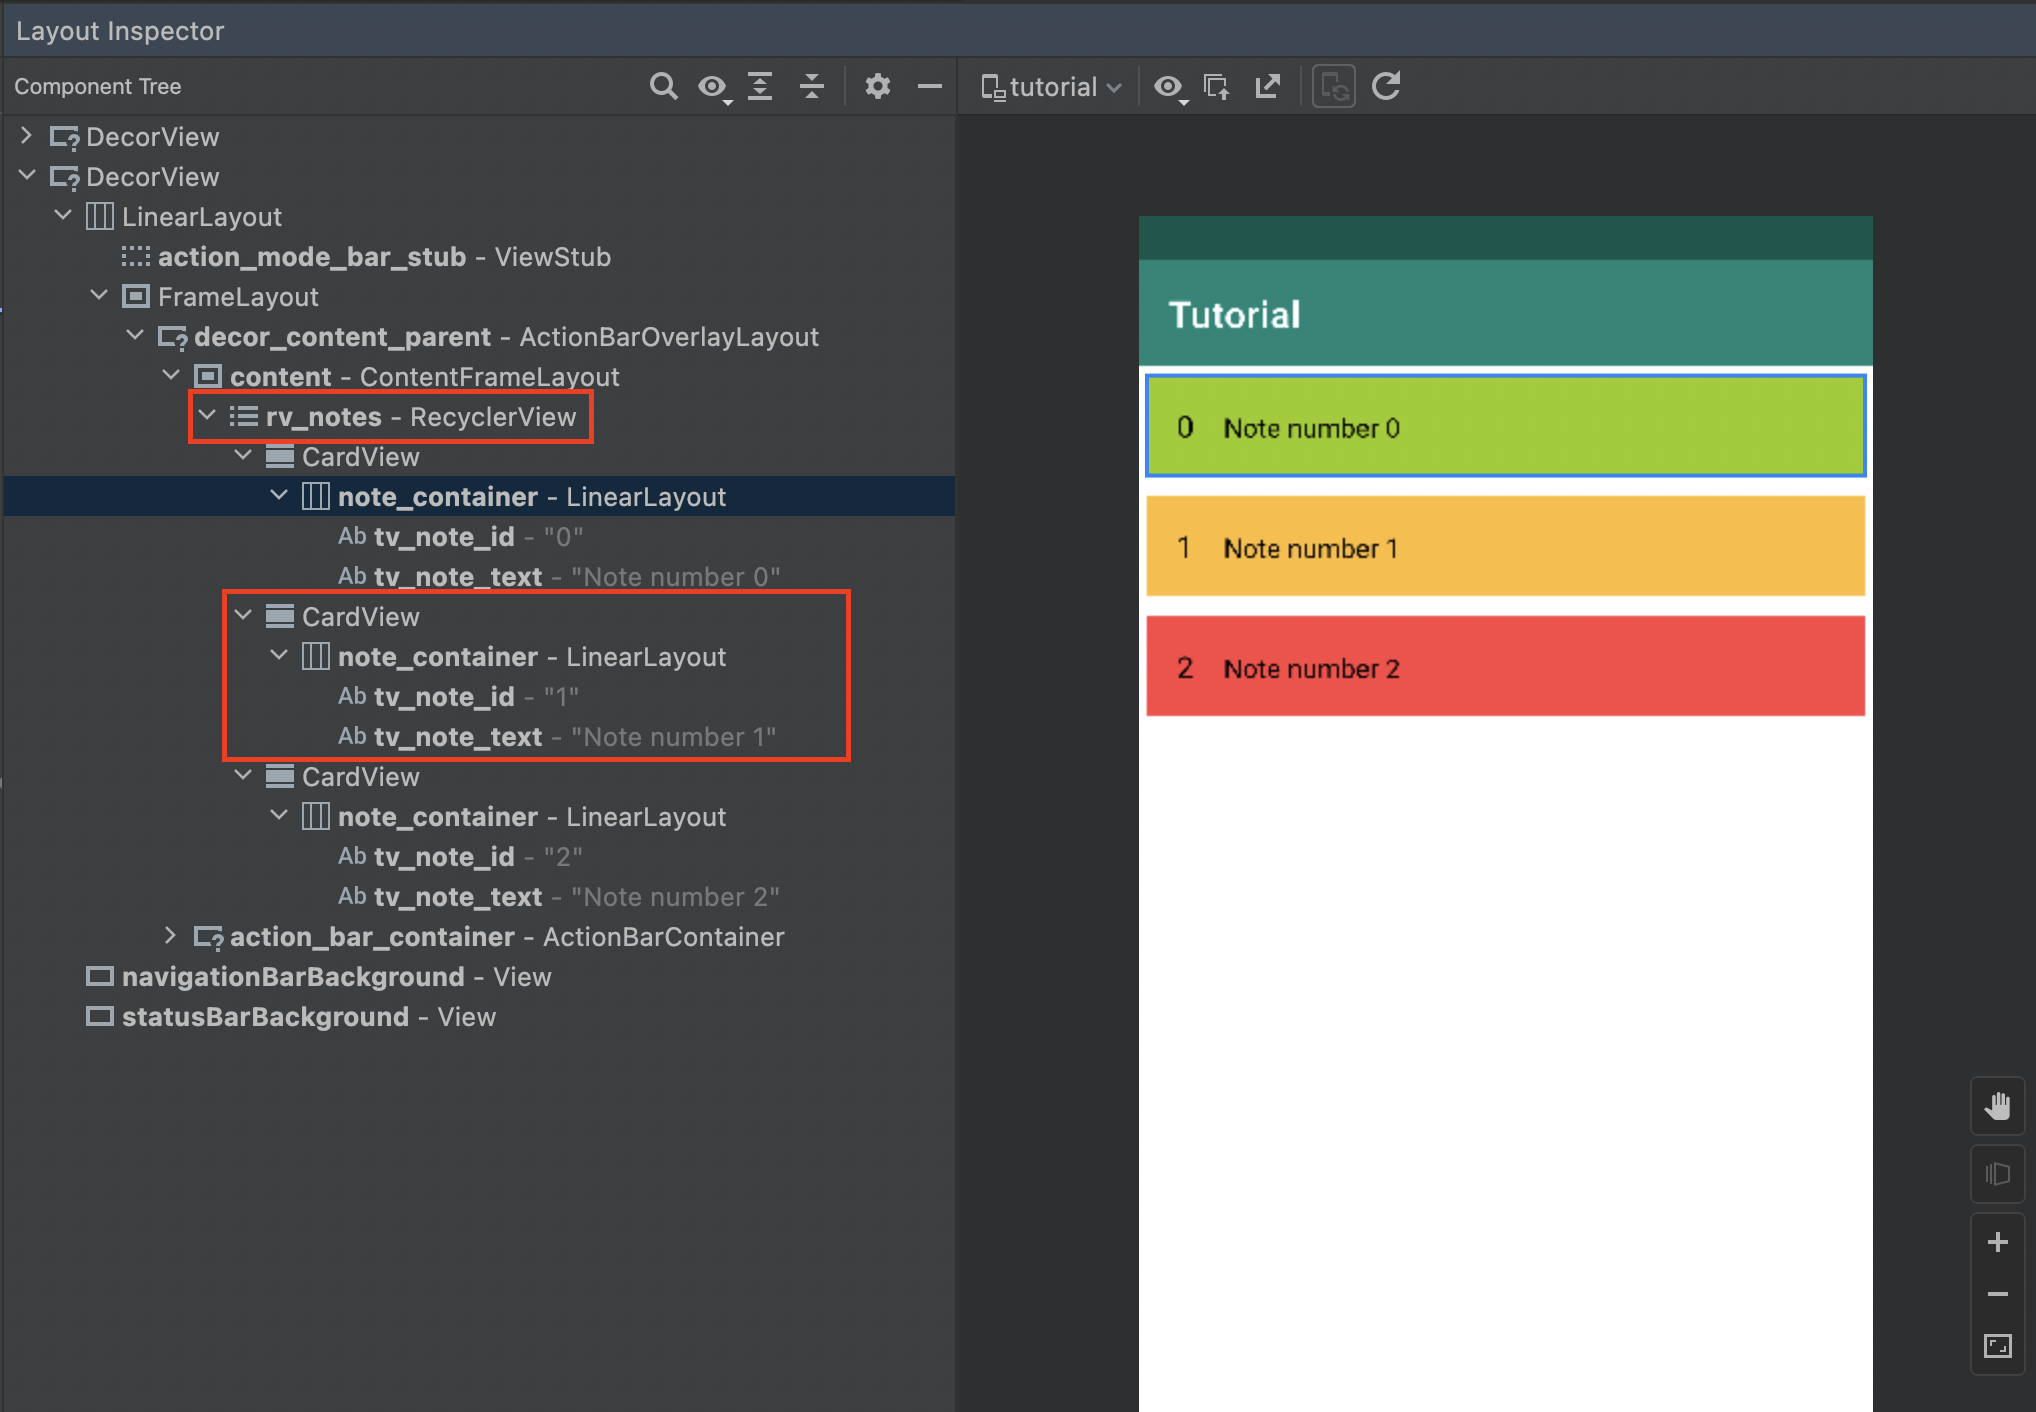 Layout Inspector
Component Tree
tutorial
DecorView
DecorView
LinearLayout
action_mode_bar_stub - ViewStub
FrameLayout
decor_content_parent - ActionBarOverlayLayout
content - ContentFrameLayout
rv_notes - RecyclerView
CardView
note_container - LinearLayout
Ab tv_note_id - "0"
Ab tv_note_text - "Note number 0"
CardView
note_container - LinearLayout
Ab tv_note_id - "1"
Ab tv_note_text - "Note number 1"
CardView
note_container - LinearLayout
Ab tv_note_id - "2"
Ab tv_note_text - "Note number 2"
action_bar_container - ActionBarContainer
navigationBarBackground - View
statusBarBackground - View
Tutorial
0 Note number 0
1 Note number 1
2 Note number 2